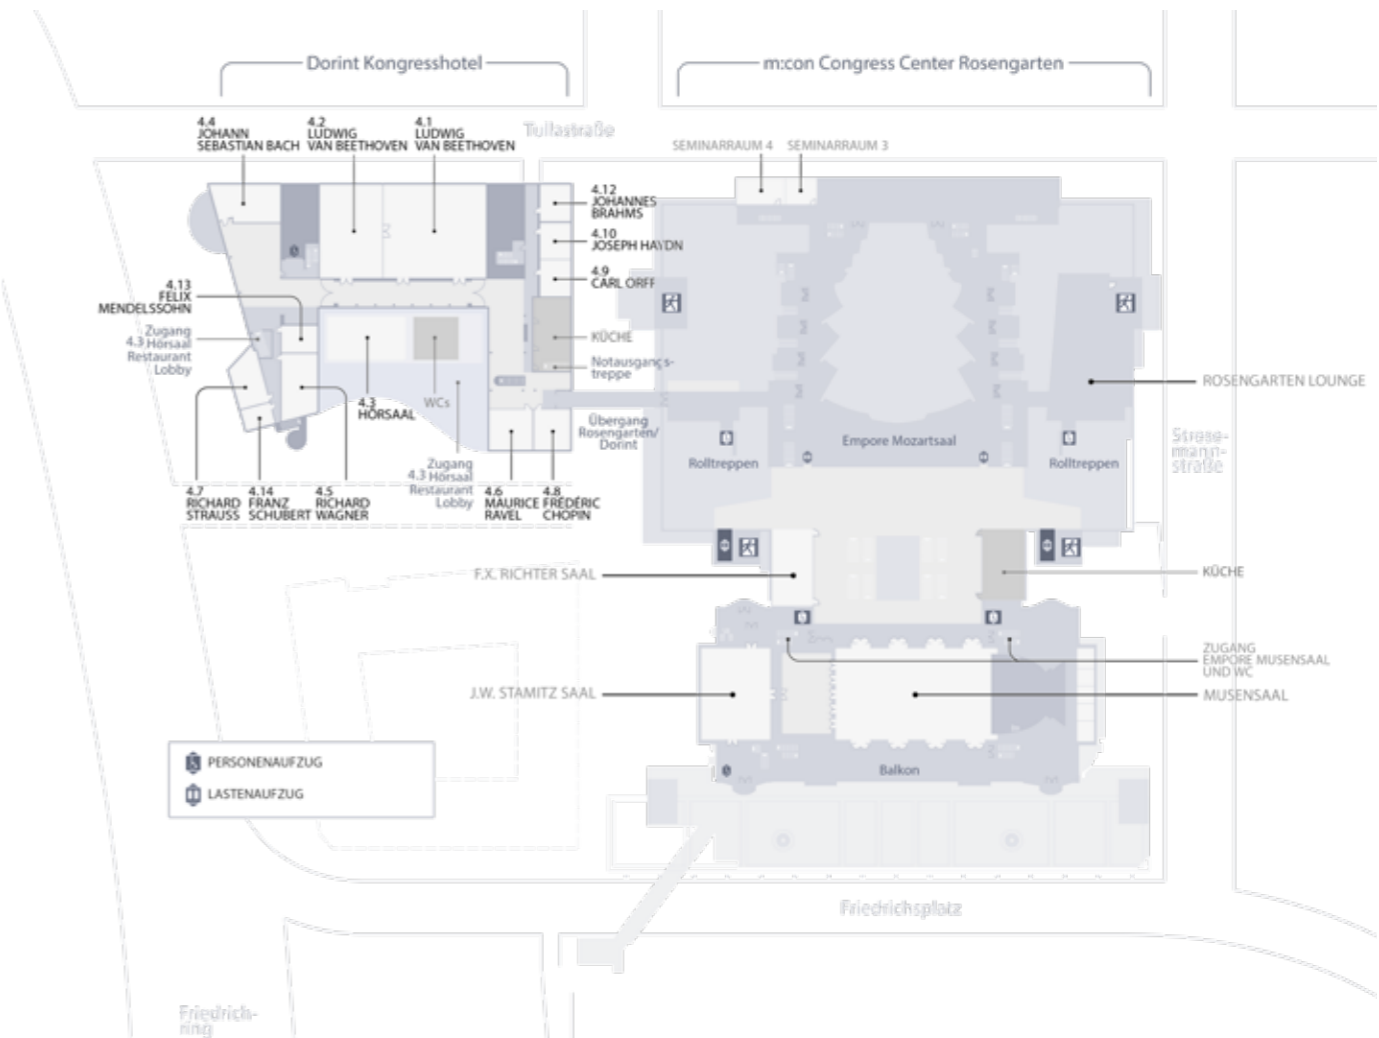 Dorint Kongresshotel
m:con Congress Center Rosengarten
4.4
JOHANN
SEBASTIAN BACH
4.2
LUDWIG
VAN BEETHOVEN
4.1
LUDWIG
VAN BEETHOVEN
Tullastraße
SEMINARRAUM 4
SEMINARRAUM 3
4.12
JOHANNES
BRAHMS
4.10
JOSEPH HAYDN
4.9
CARL ORFF
4.13
FELIX
MENDELSSOHN
Zugang
4.3 Hörsaal
Restaurant
Lobby
KÜCHE
Notausgangs-
treppe
4.3
HÖRSAAL
WCs
Übergang
Rosengarten/
Dorint
Zugang
4.3 Hörsaal
Restaurant
Lobby
4.7
RICHARD
STRAUSS
4.14
FRANZ
SCHUBERT
4.5
RICHARD
WAGNER
4.6
MAURICE
RAVEL
4.8
FRÉDÉRIC
CHOPIN
ROSENGARTEN LOUNGE
Empore Mozartsaal
Rolltreppen
Rolltreppen
Strese-
mann-
straße
F.X. RICHTER SAAL
KÜCHE
ZUGANG
EMPORE MUSENSAAL
UND WC
J.W. STAMITZ SAAL
MUSENSAAL
Balkon
PERSONENAUFZUG
LASTENAUFZUG
Friedrichsplatz
Friedrich-
ring